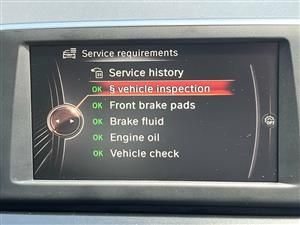 Service requirements
Service history
OK § vehicle inspection
OK Front brake pads
OK Brake fluid
OK Engine oil
OK Vehicle check